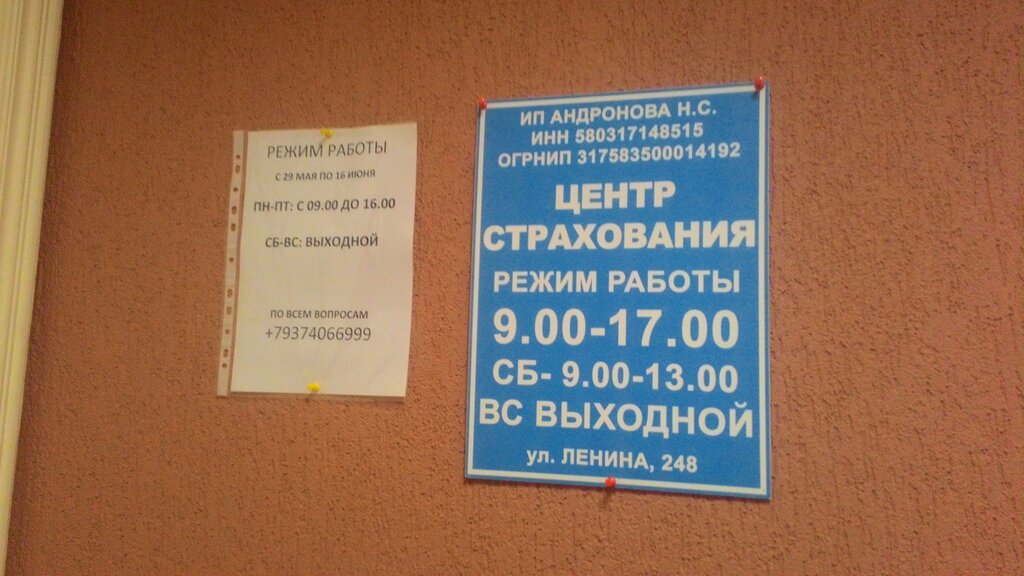 РЕЖИМ РАБОТЫ
С 29 МАЯ ПО 16 ИЮНЯ
ПН-ПТ: С 09.00 ДО 16.00
СБ-ВС: ВЫХОДНОЙ
ПО ВСЕМ ВОПРОСАМ
+79374066999
ИП АНДРОНОВА Н.С.
ИНН 580317148515
ОГРНИП 317583500014192
ЦЕНТР
СТРАХОВАНИЯ
РЕЖИМ РАБОТЫ
9.00-17.00
СБ- 9.00-13.00
ВС ВЫХОДНОЙ
ул. ЛЕНИНА, 248